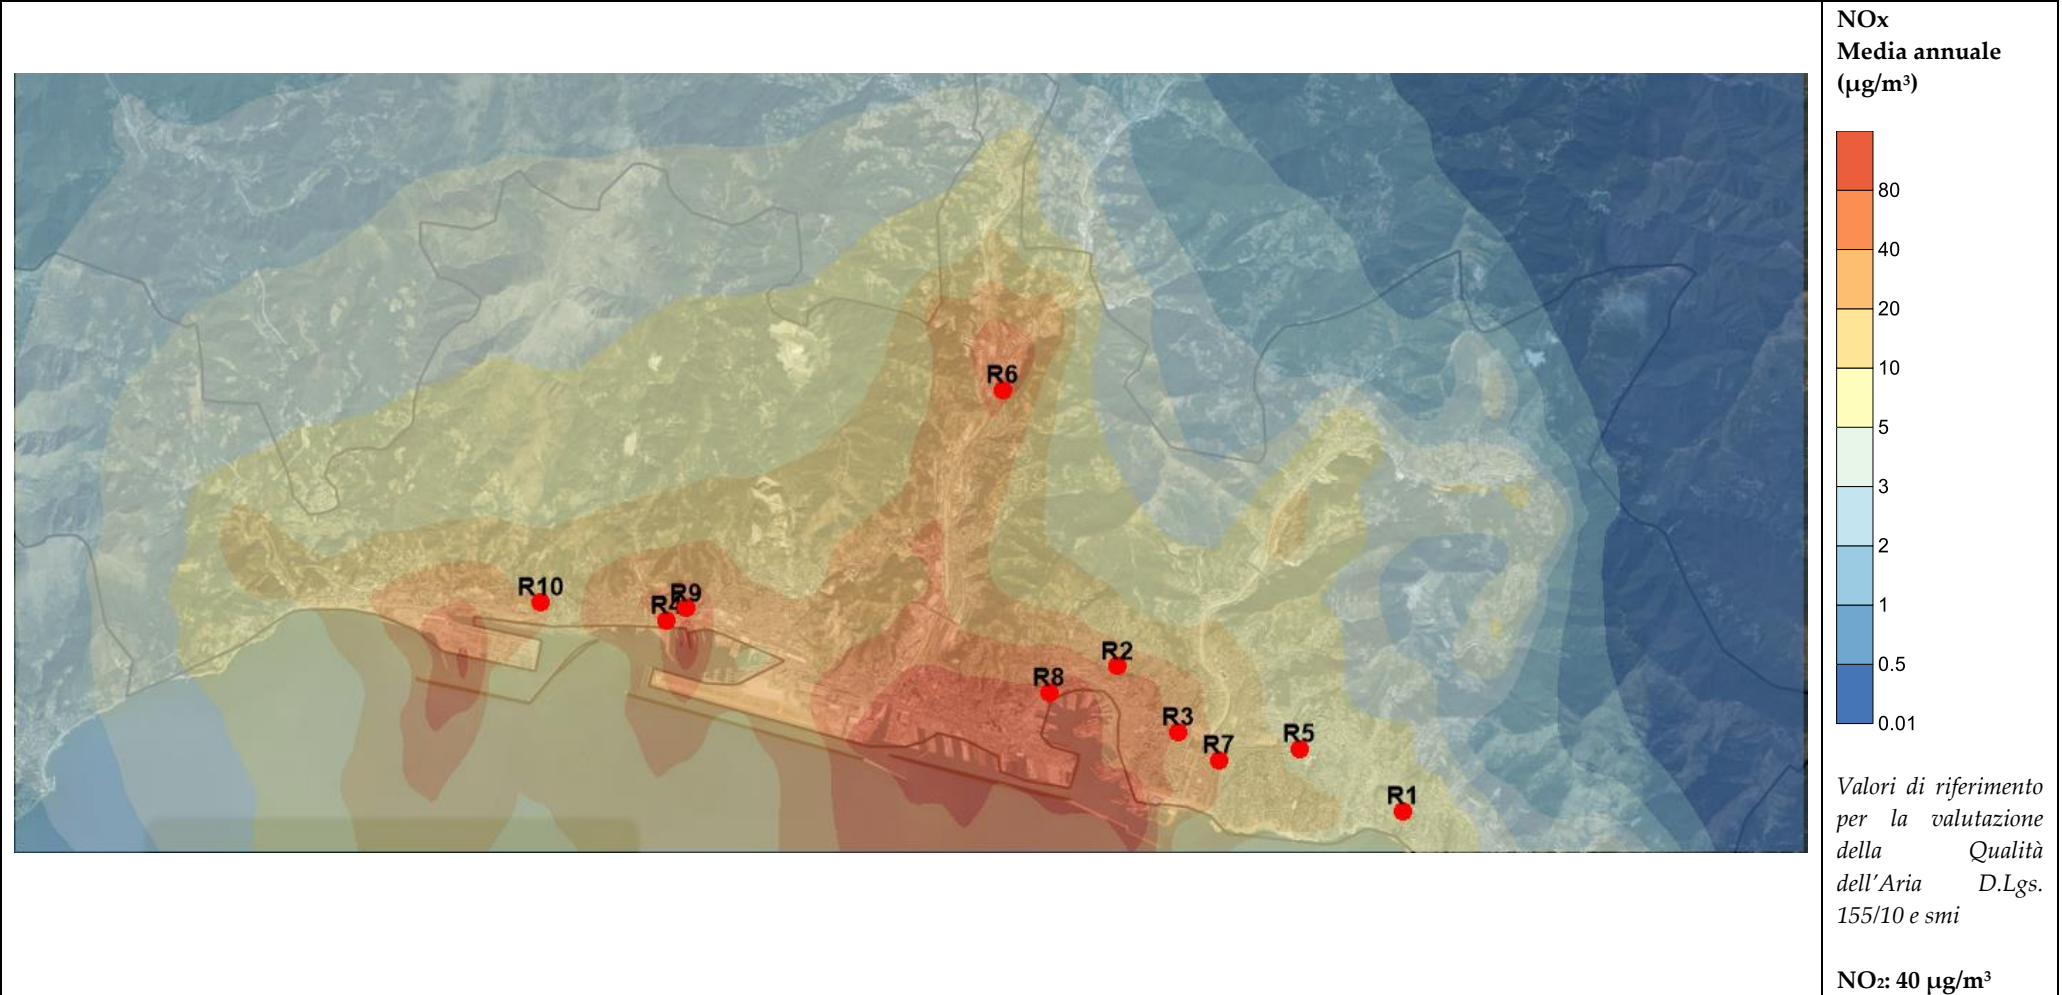 NOx
Media annuale
(µg/m³)
80
40
20
10
5
3
2
1
0.5
0.01
R6
R10
R9
R4
R2
R8
R3
R7
R5
R1
Valori di riferimento
per la valutazione
della Qualità
dell'Aria D.Lgs.
155/10 e smi
NO₂: 40 µg/m³